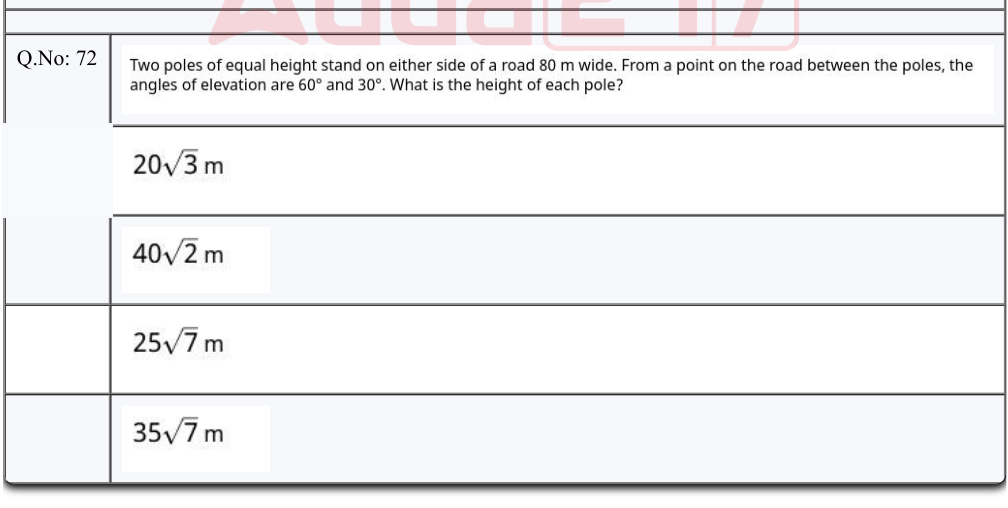 Q.No: 72
Two poles of equal height stand on either side of a road 80 m wide. From a point on the road between the poles, the
angles of elevation are 60° and 30°. What is the height of each pole?
20√3 m
40√2 m
25√7 m
35√7 m